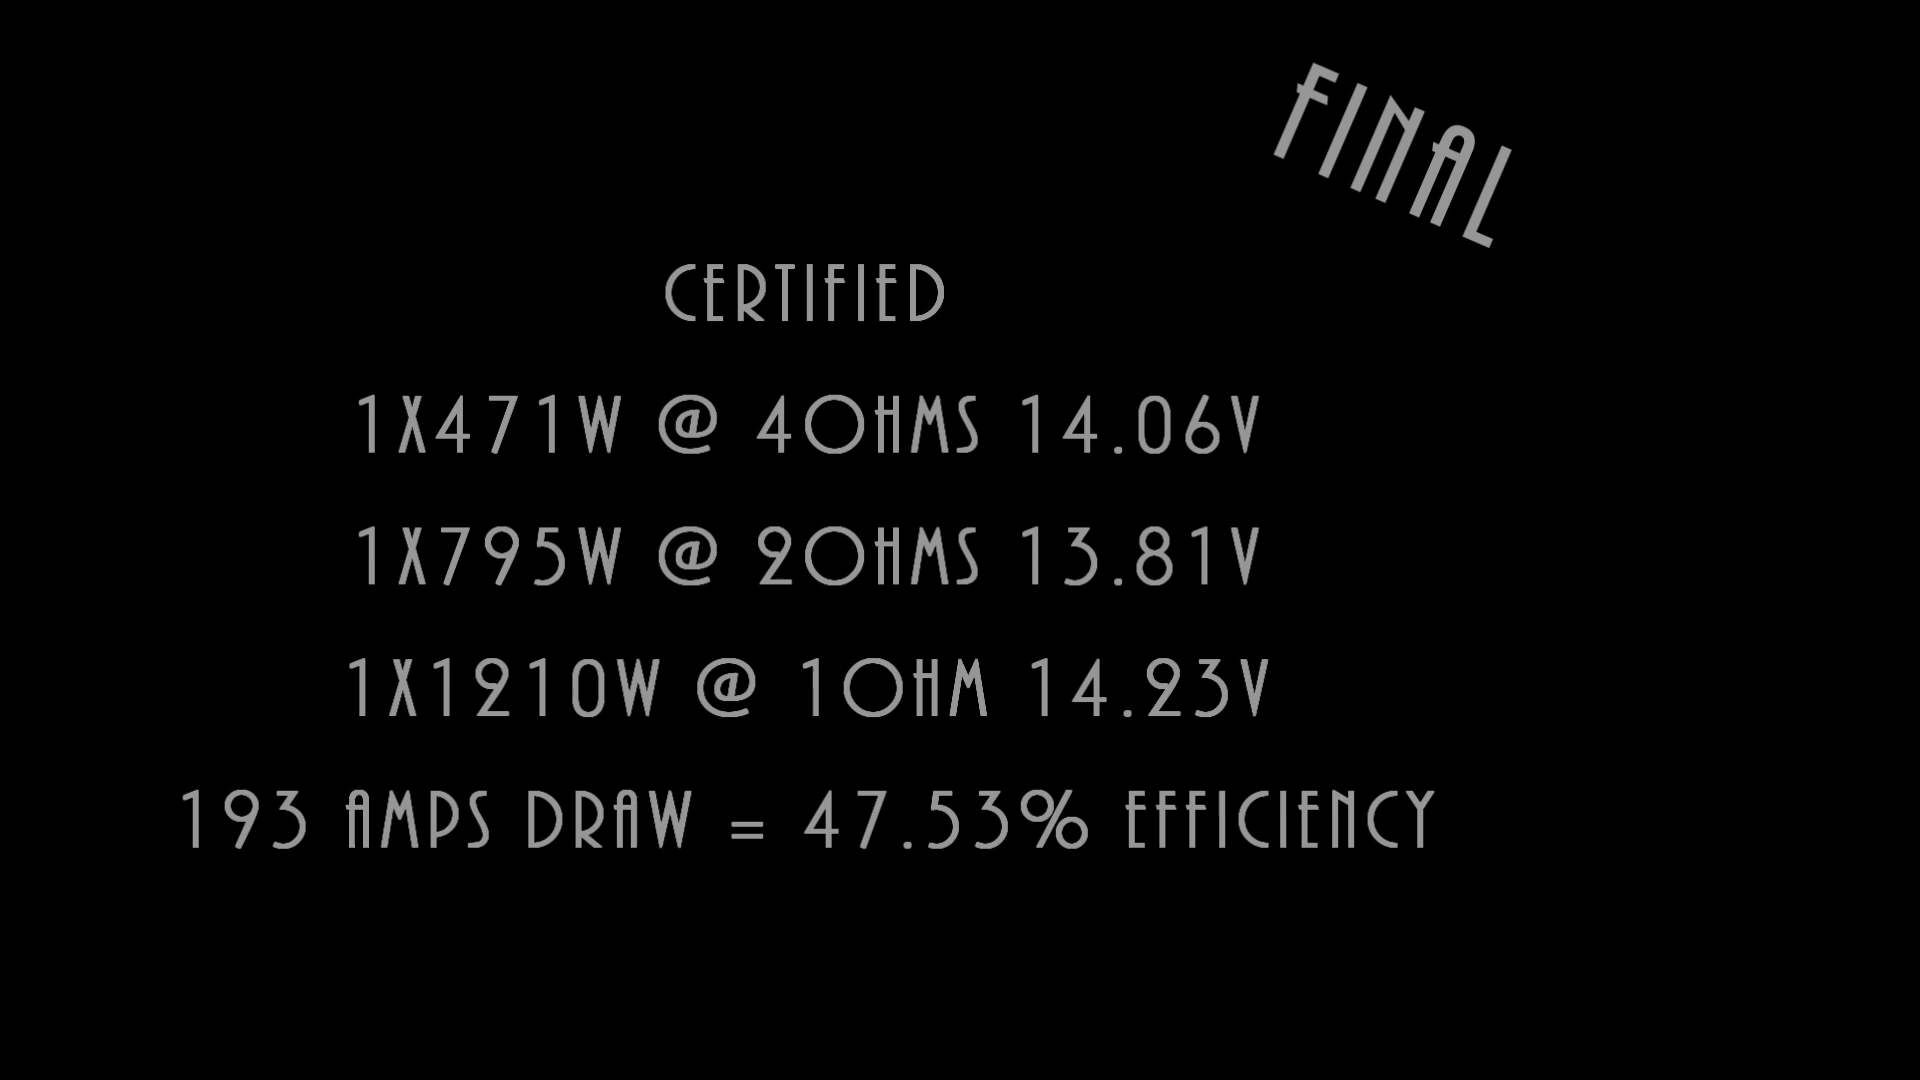 FINAL
CERTIFIED
1X471W @ 4OHMS 14.06V
1X795W @ 2OHMS 13.81V
1X1210W @ 1OHM 14.23V
193 AMPS DRAW = 47.53% EFFICIENCY